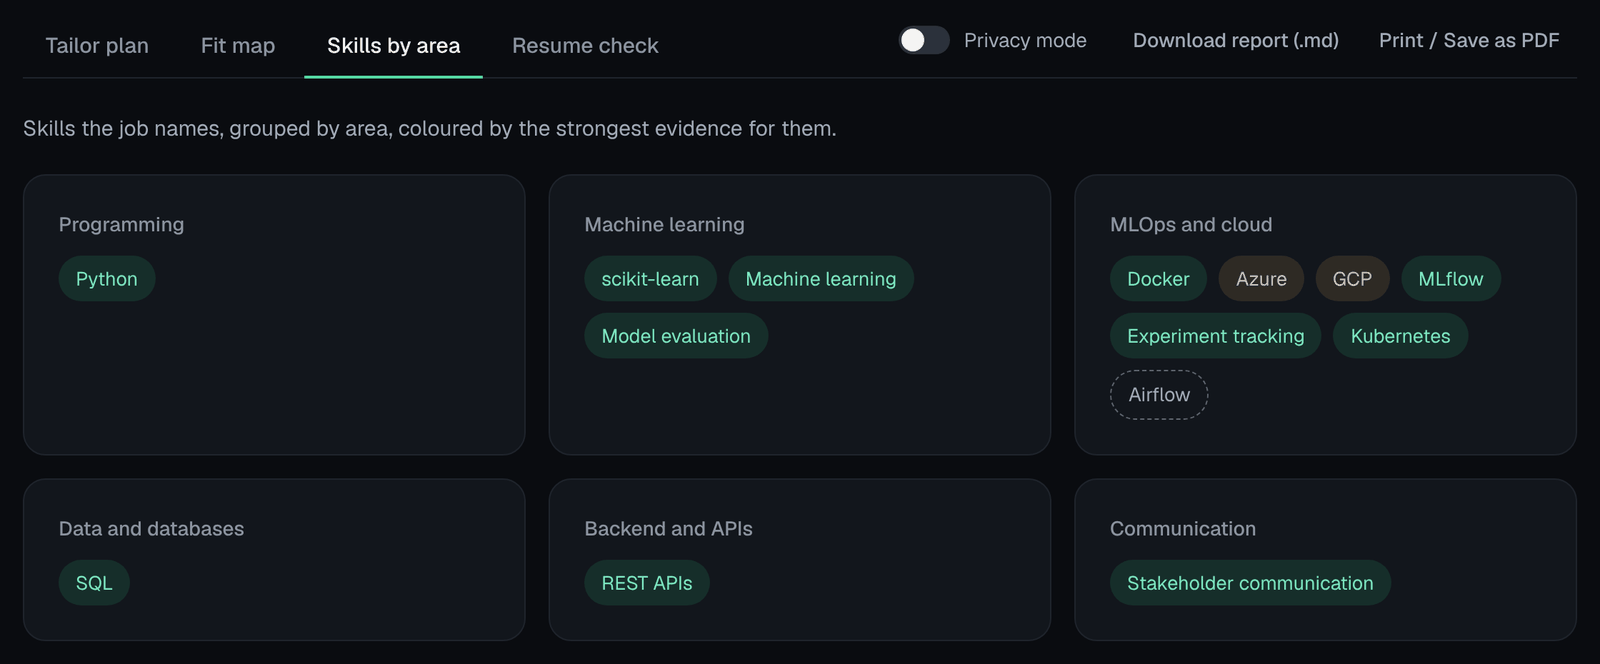 Tailor plan Fit map Skills by area Resume check Privacy mode Download report (.md) Print / Save as PDF
Skills the job names, grouped by area, coloured by the strongest evidence for them.
Programming
Python
Machine learning
scikit-learn Machine learning
Model evaluation
MLOps and cloud
Docker Azure GCP MLflow
Experiment tracking Kubernetes
Airflow
Data and databases
SQL
Backend and APIs
REST APIs
Communication
Stakeholder communication